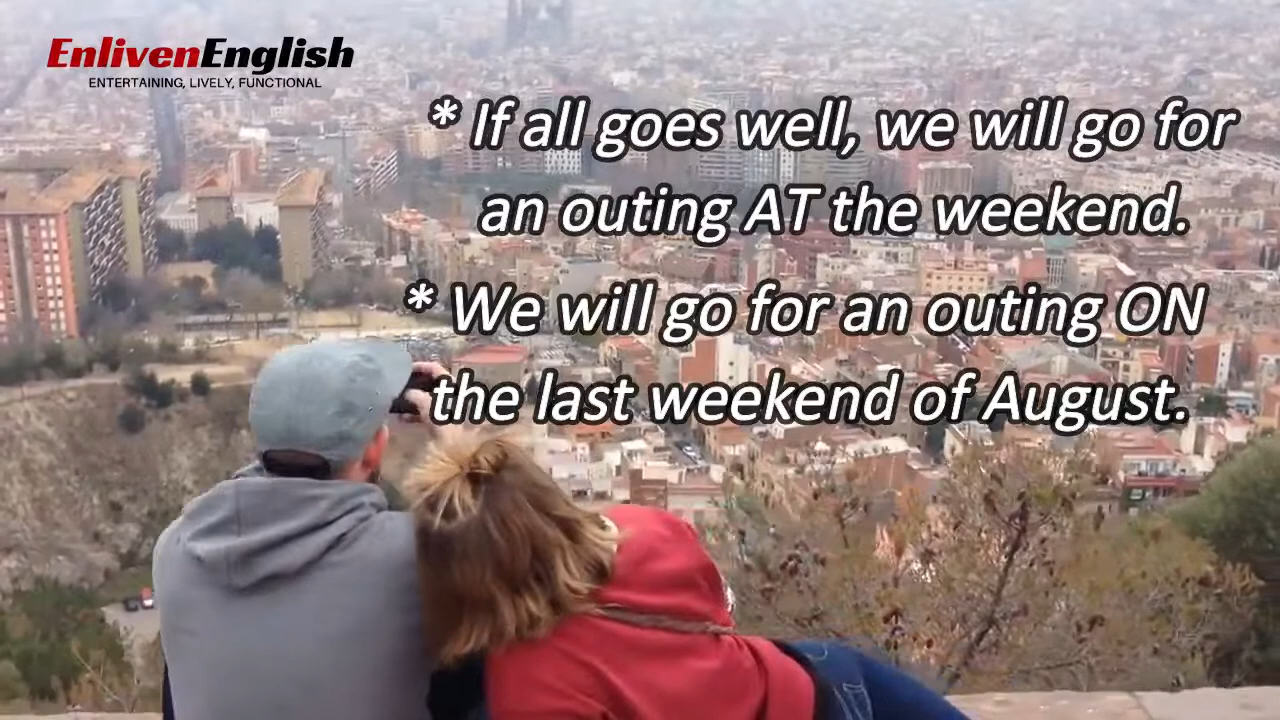 EnlivenEnglish
ENTERTAINING, LIVELY, FUNCTIONAL
* If all goes well, we will go for
an outing AT the weekend.
* We will go for an outing ON
the last weekend of August.